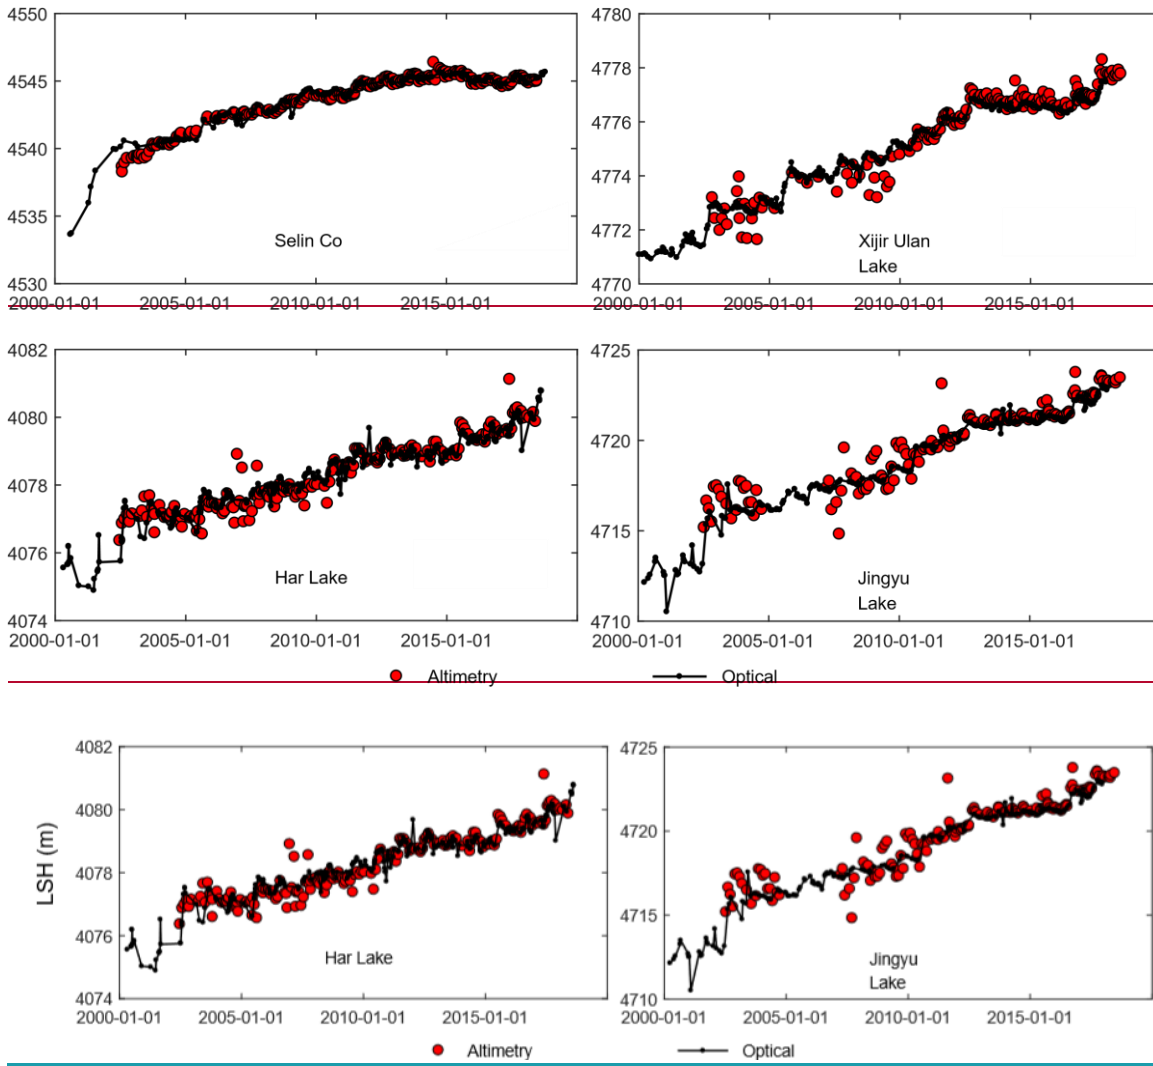 4550
4545
4540
4535
4530
2000-01-01 2005-01-01 2010-01-01 2015-01-01
Selin Co
4780
4778
4776
4774
4772
4770
2000-01-01 2005-01-01 2010-01-01 2015-01-01
Xijir Ulan
Lake
4082
4080
4078
4076
4074
2000-01-01 2005-01-01 2010-01-01 2015-01-01
Har Lake
4725
4720
4715
4710
2000-01-01 2005-01-01 2010-01-01 2015-01-01
Jingyu
Lake
Altimetry Optical
LSH (m)
4082
4080
4078
4076
4074
2000-01-01 2005-01-01 2010-01-01 2015-01-01
Har Lake
4725
4720
4715
4710
2000-01-01 2005-01-01 2010-01-01 2015-01-01
Jingyu
Lake
Altimetry Optical